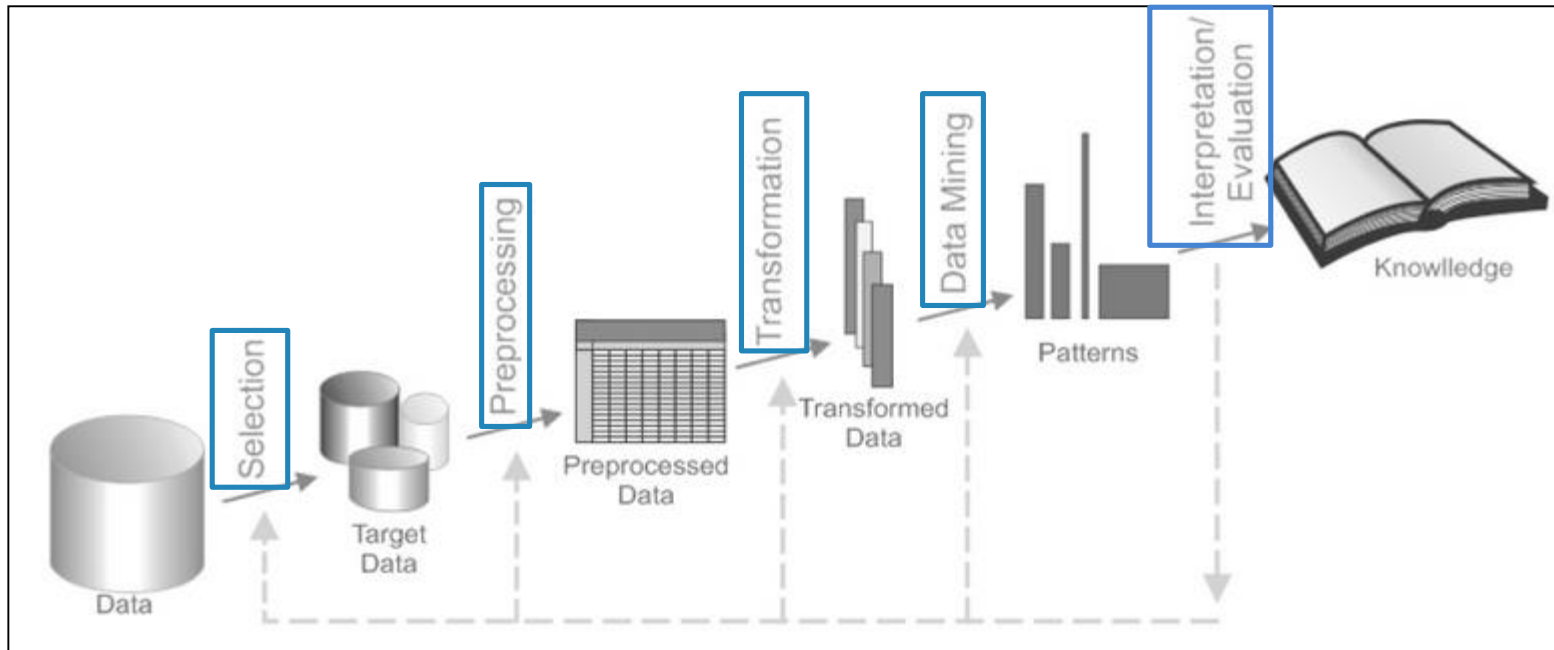 Selection
Preprocessing
Transformation
Data Mining
Interpretation/
Evaluation
Data
Target
Data
Preprocessed
Data
Transformed
Data
Patterns
Knowlledge